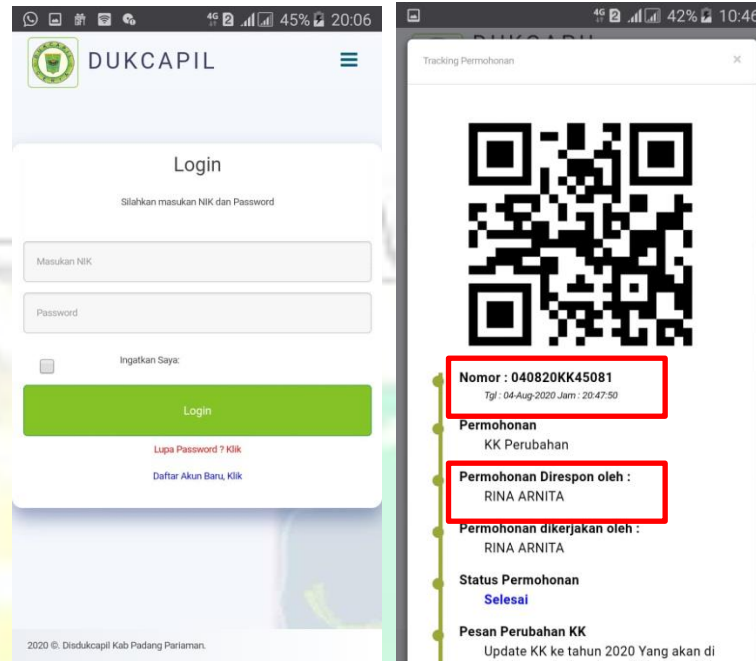 45% 20:06
DUKCAPIL
Login
Silahkan masukan NIK dan Password
Masukan NIK
Password
Ingatkan Saya:
Login
Lupa Password ? Klik
Daftar Akun Baru, Klik
2020 ©. Disdukcapil Kab Padang Pariaman.
42% 10:46
Tracking Permohonan ×
Nomor : 040820KK45081
Tgl : 04-Aug-2020 Jam : 20:47:50
Permohonan
KK Perubahan
Permohonan Direspon oleh :
RINA ARNITA
Permohonan dikerjakan oleh :
RINA ARNITA
Status Permohonan
Selesai
Pesan Perubahan KK
Update KK ke tahun 2020 Yang akan di